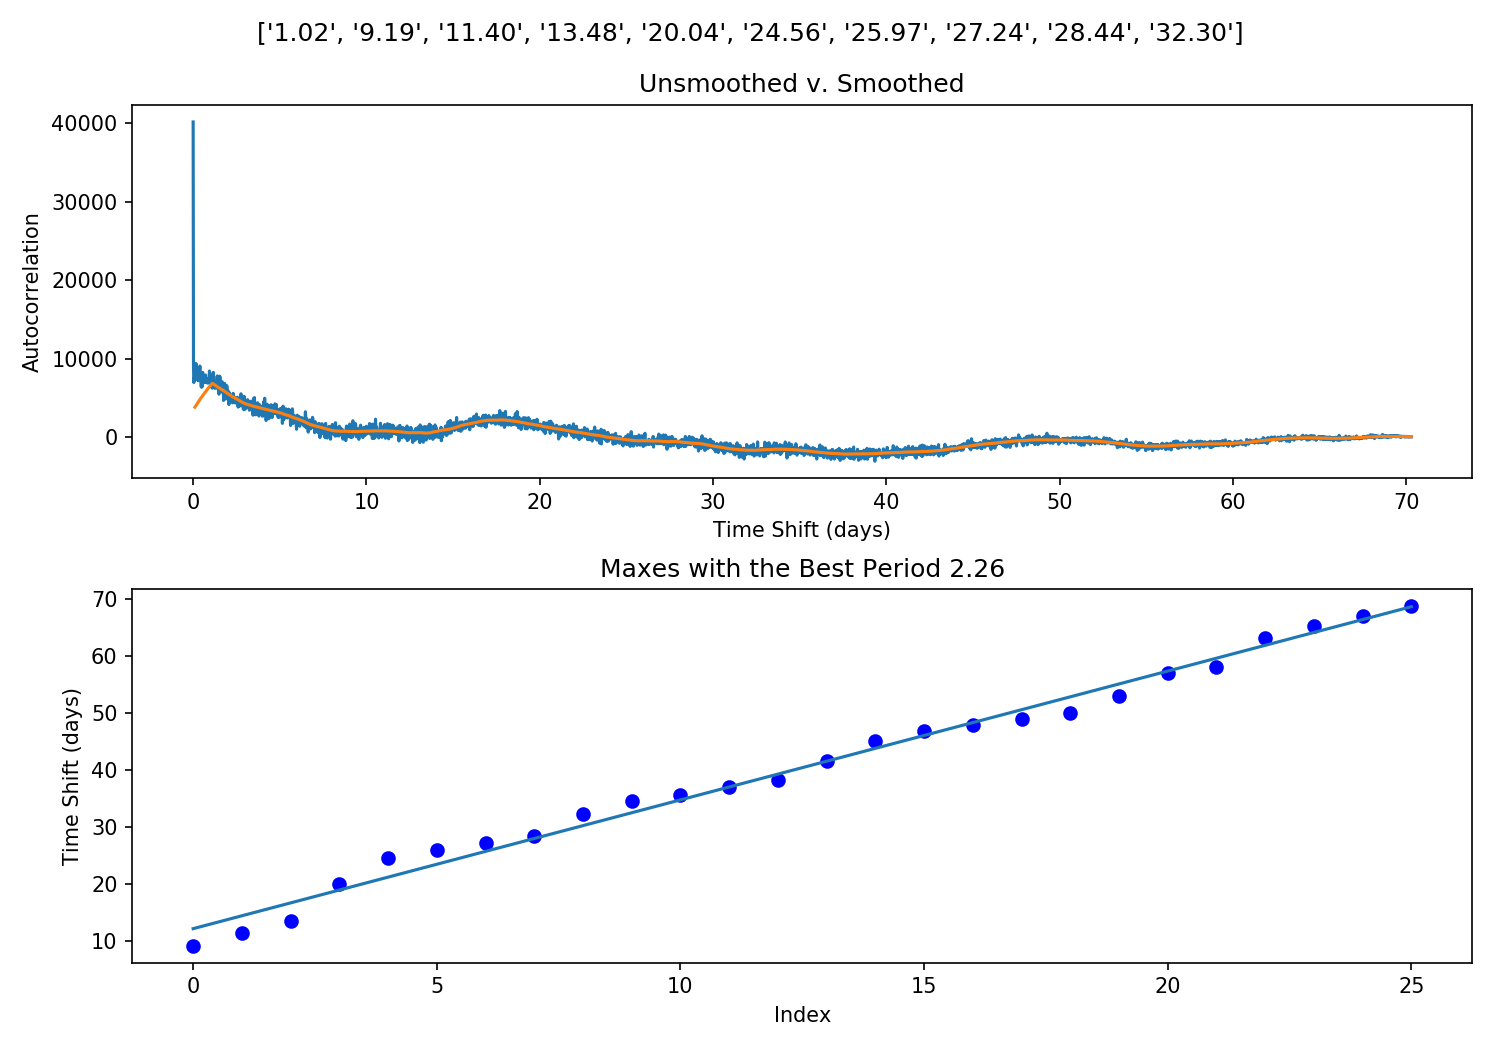 ['1.02', '9.19', '11.40', '13.48', '20.04', '24.56', '25.97', '27.24', '28.44', '32.30']
Unsmoothed v. Smoothed
40000
30000
20000
10000
0
Autocorrelation
0 10 20 30 40 50 60 70
Time Shift (days)
Maxes with the Best Period 2.26
70
60
50
40
30
20
10
Time Shift (days)
0 5 10 15 20 25
Index